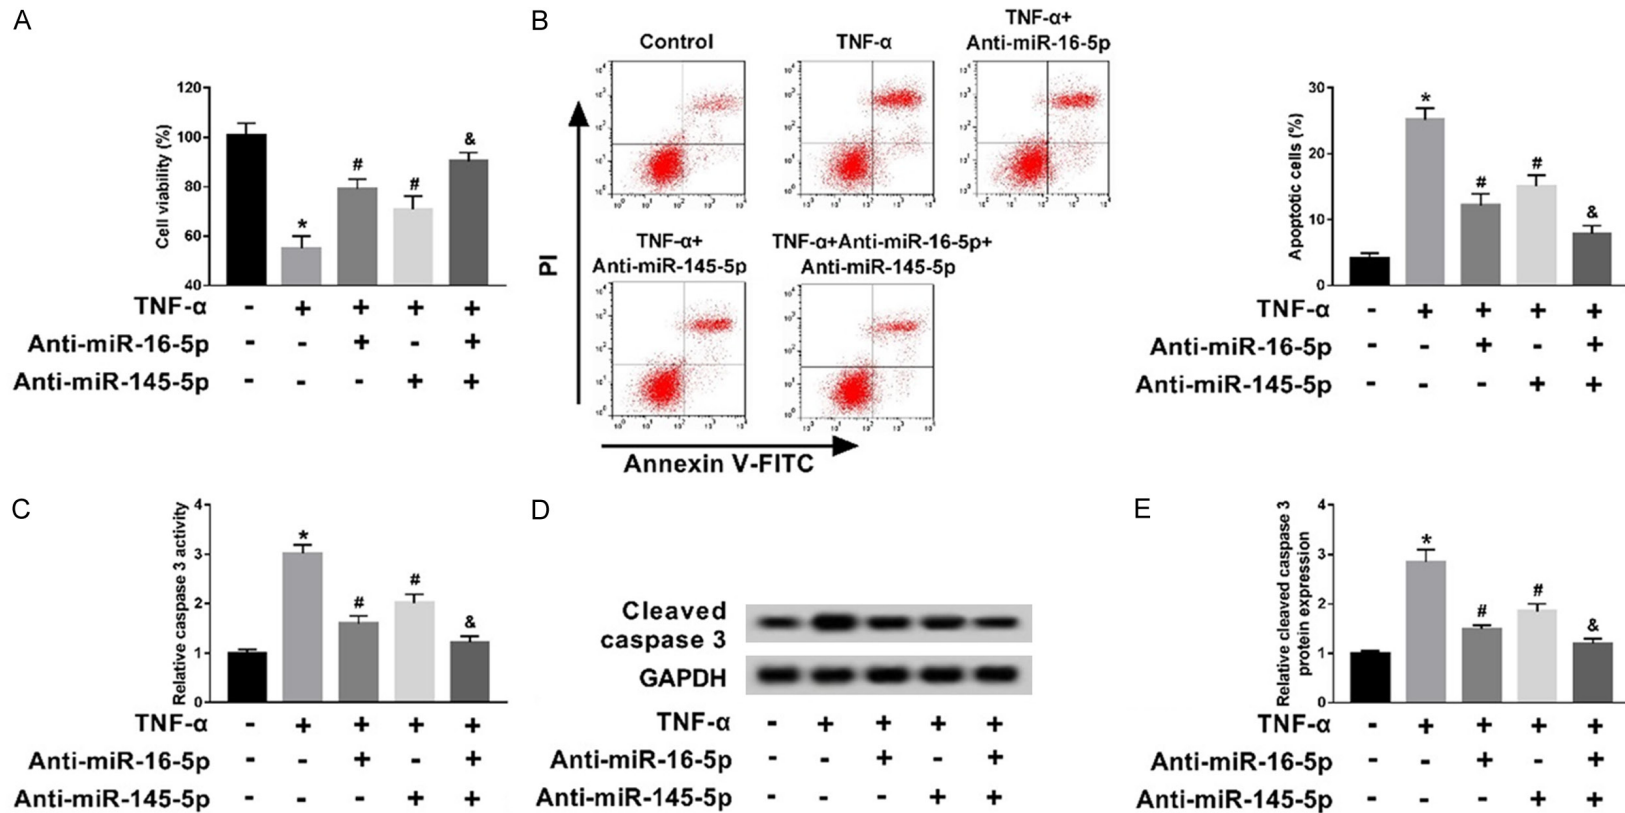 A
Cell viability (%)
120
100
80
60
40
*
#
#
&
TNF-α - + + + +
Anti-miR-16-5p - - + - +
Anti-miR-145-5p - - - + +
B
Control
TNF-α
TNF-α+
Anti-miR-16-5p
TNF-α+
Anti-miR-145-5p
TNF-α+Anti-miR-16-5p+
Anti-miR-145-5p
PI
Annexin V-FITC
Apoptotic cells (%)
30
20
10
0
*
#
#
&
TNF-α - + + + +
Anti-miR-16-5p - - + - +
Anti-miR-145-5p - - - + +
C
Relative caspase 3 activity
4
3
2
1
0
*
#
#
&
TNF-α - + + + +
Anti-miR-16-5p - - + - +
Anti-miR-145-5p - - - + +
D
Cleaved
caspase 3
GAPDH
TNF-α - + + + +
Anti-miR-16-5p - - + - +
Anti-miR-145-5p - - - + +
E
Relative cleaved caspase 3
protein expression
4
3
2
1
0
*
#
#
&
TNF-α - + + + +
Anti-miR-16-5p - - + - +
Anti-miR-145-5p - - - + +